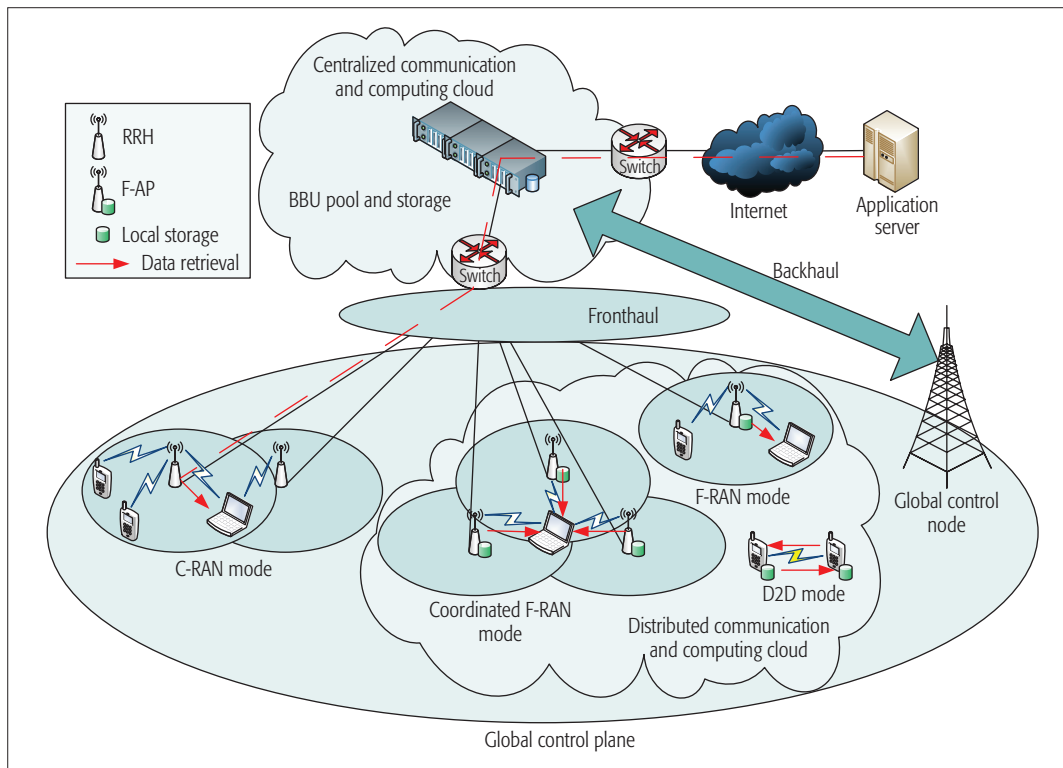 Centralized communication
and computing cloud
RRH
F-AP
Local storage
Data retrieval
BBU pool and storage
Switch
Internet
Application
server
Switch
Backhaul
Fronthaul
F-RAN mode
Global control
node
C-RAN mode
Coordinated F-RAN
mode
D2D mode
Distributed communication
and computing cloud
Global control plane